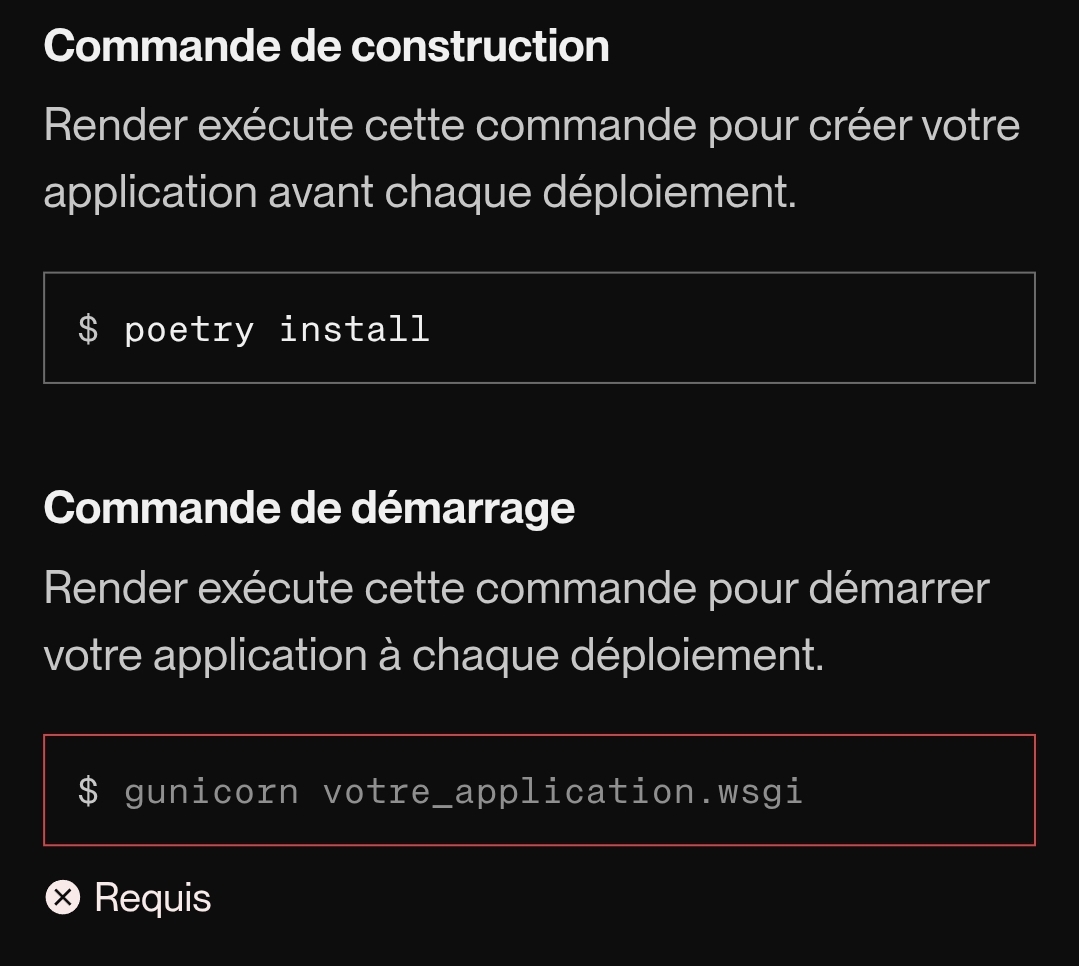 Commande de construction
Render exécute cette commande pour créer votre
application avant chaque déploiement.
$ poetry install
Commande de démarrage
Render exécute cette commande pour démarrer
votre application à chaque déploiement.
$ gunicorn votre_application.wsgi
Requis